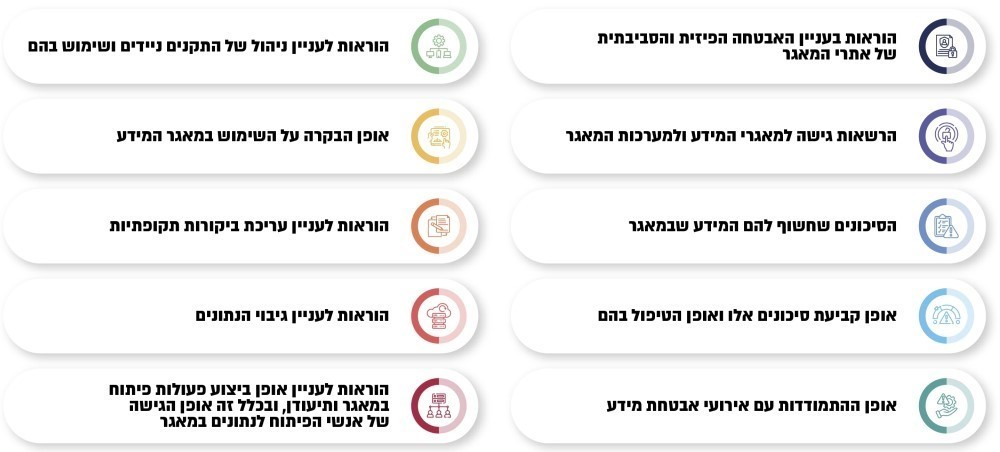 הוראות בעניין האבטחה הפיזית והסביבתית
של אתרי המאגר
הרשאות גישה למאגרי המידע ולמערכות המאגר
הסיכונים שחשוף להם המידע שבמאגר
אופן קביעת סיכונים אלו ואופן הטיפול בהם
אופן ההתמודדות עם אירועי אבטחת מידע
הוראות לעניין ניהול של התקנים ניידים ושימוש בהם
אופן הבקרה על השימוש במאגר המידע
הוראות לעניין עריכת ביקורות תקופתיות
הוראות לעניין גיבוי הנתונים
הוראות לעניין אופן ביצוע פעולות פיתוח
במאגר ותיעודן, ובכלל זה אופן הגישה
של אנשי הפיתוח לנתונים במאגר